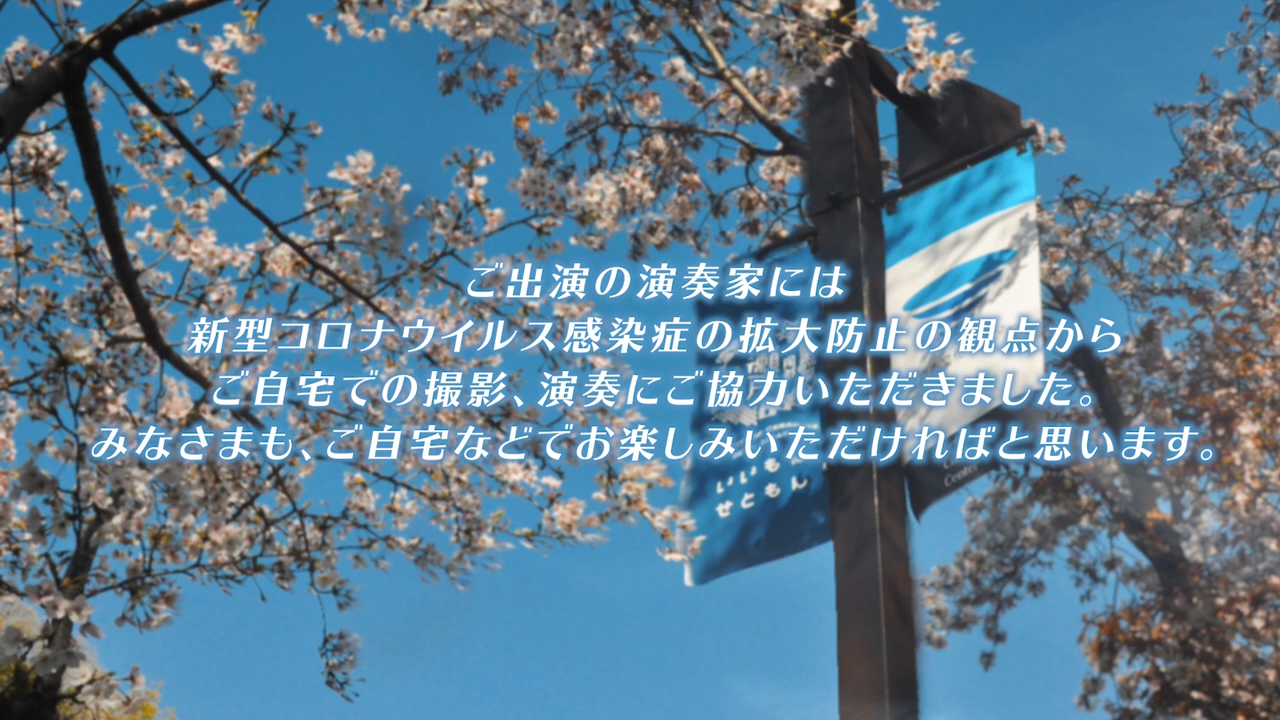 ご出演の演奏家には
新型コロナウイルス感染症の拡大防止の観点から
ご自宅での撮影、演奏にご協力いただきました。
みなさまも、ご自宅などでお楽しみいただければと思います。
せともん